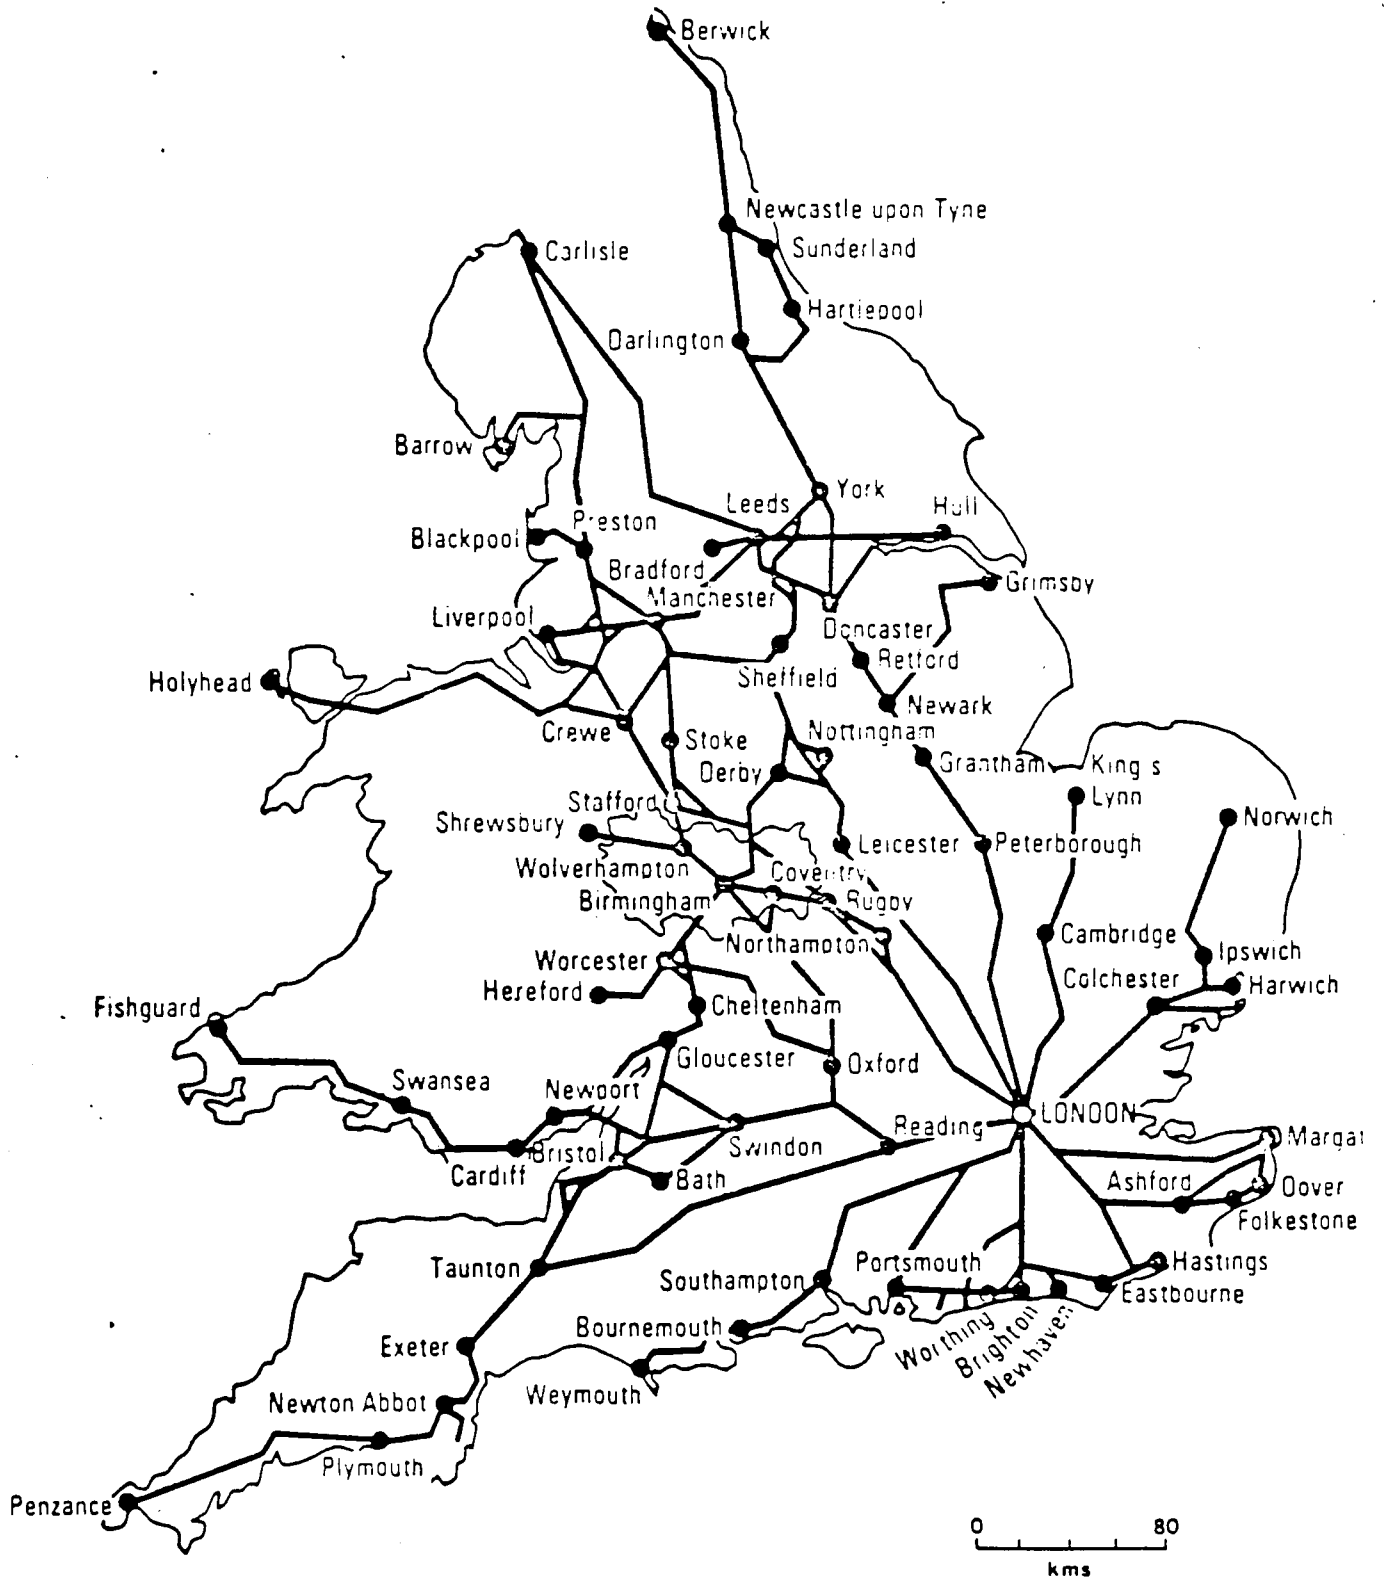 Berwick
Newcastle upon Tyne
Carlisle
Sunderland
Hartlepool
Darlington
Barrow
York
Leeds
Hull
Preston
Blackpool
Bradford
Grimsby
Manchester
Liverpool
Doncaster
Retford
Sheffield
Holyhead
Newark
Crewe
Nottingham
Stoke
Derby
Grantham
King s
Lynn
Stafford
Shrewsbury
Norwich
Leicester
Peterborough
Wolverhampton
Coventry
Birmingham
Rugby
Northampton
Cambridge
Ipswich
Worcester
Colchester
Harwich
Hereford
Cheltenham
Fishguard
Gloucester
Oxford
Swansea
Newport
LONDON
Reading
Margat
Bristol
Swindon
Cardiff
Bath
Ashford
Dover
Folkestone
Taunton
Portsmouth
Southampton
Hastings
Eastbourne
Bournemouth
Worthing
Brighton
Newhaven
Exeter
Weymouth
Newton Abbot
Plymouth
Penzance
0 80
kms